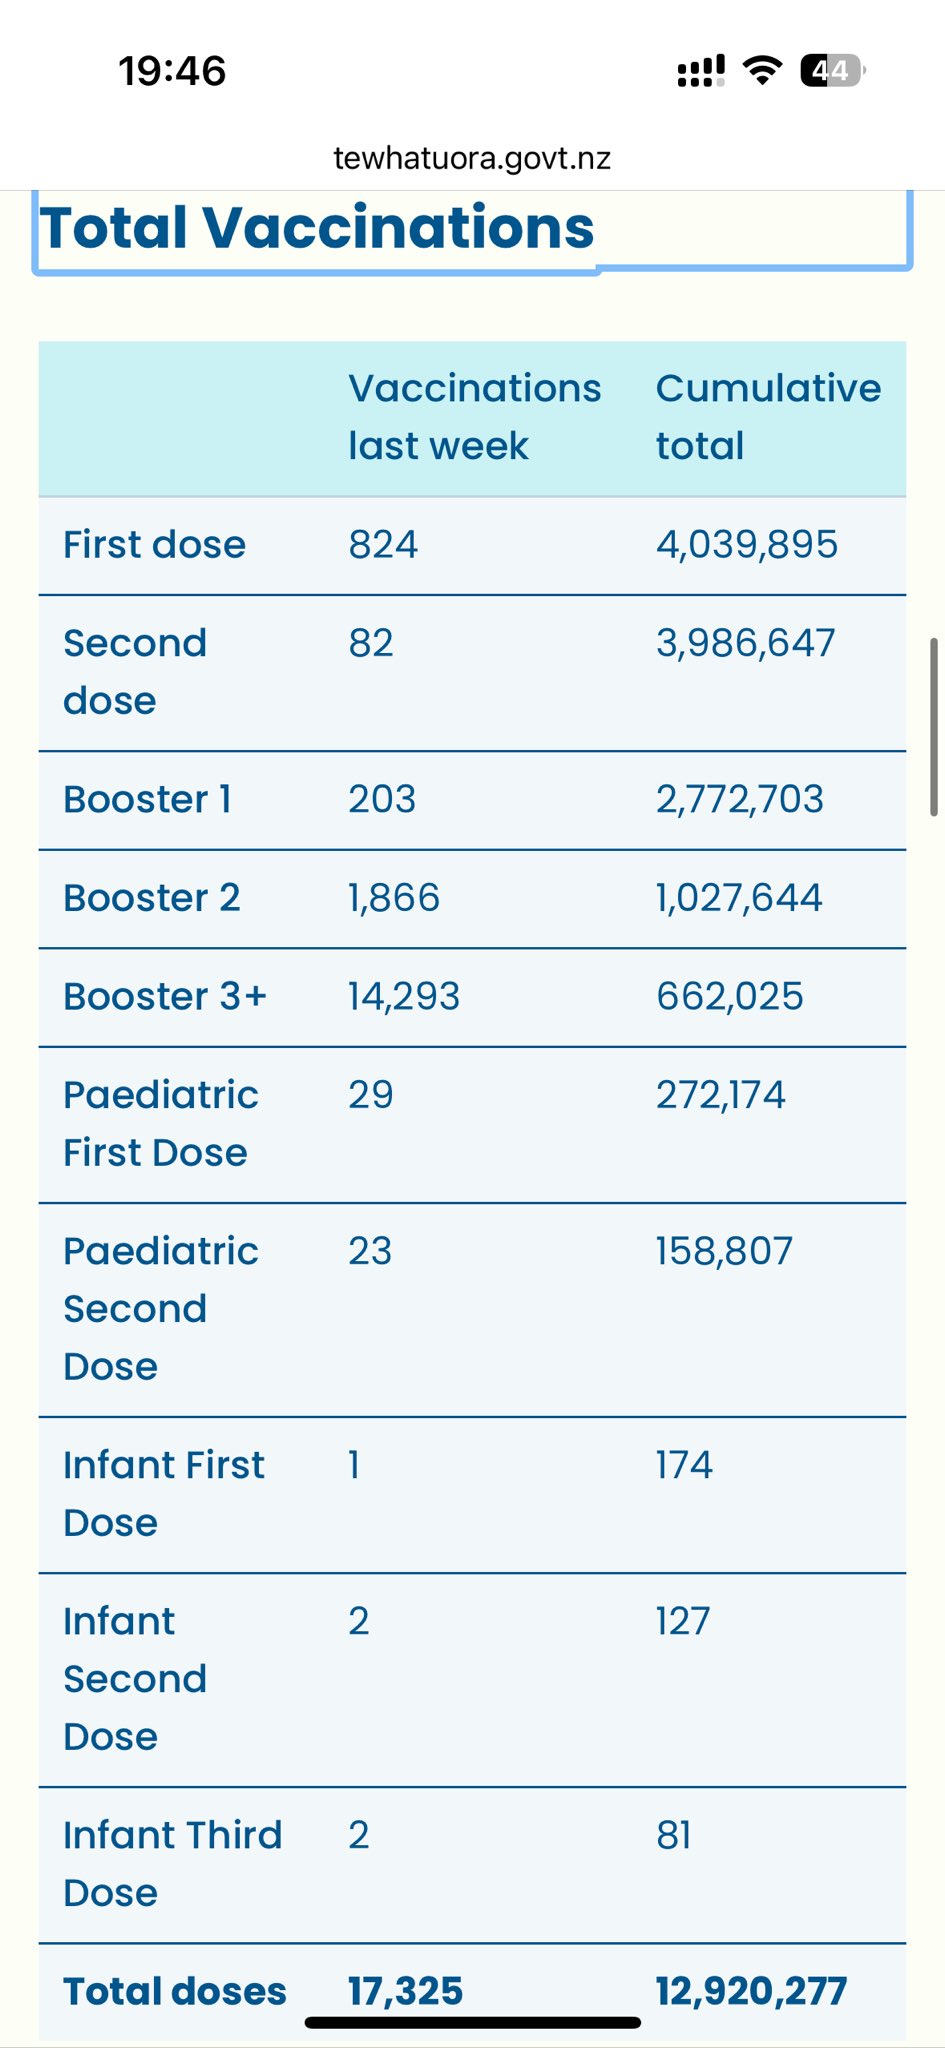 19:46
44
tewhatuora.govt.nz
Total Vaccinations
Vaccinations Cumulative
last week total
First dose 824 4,039,895
Second 82 3,986,647
dose
Booster 1 203 2,772,703
Booster 2 1,866 1,027,644
Booster 3+ 14,293 662,025
Paediatric 29 272,174
First Dose
Paediatric 23 158,807
Second
Dose
Infant First 1 174
Dose
Infant 2 127
Second
Dose
Infant Third 2 81
Dose
Total doses 17,325 12,920,277